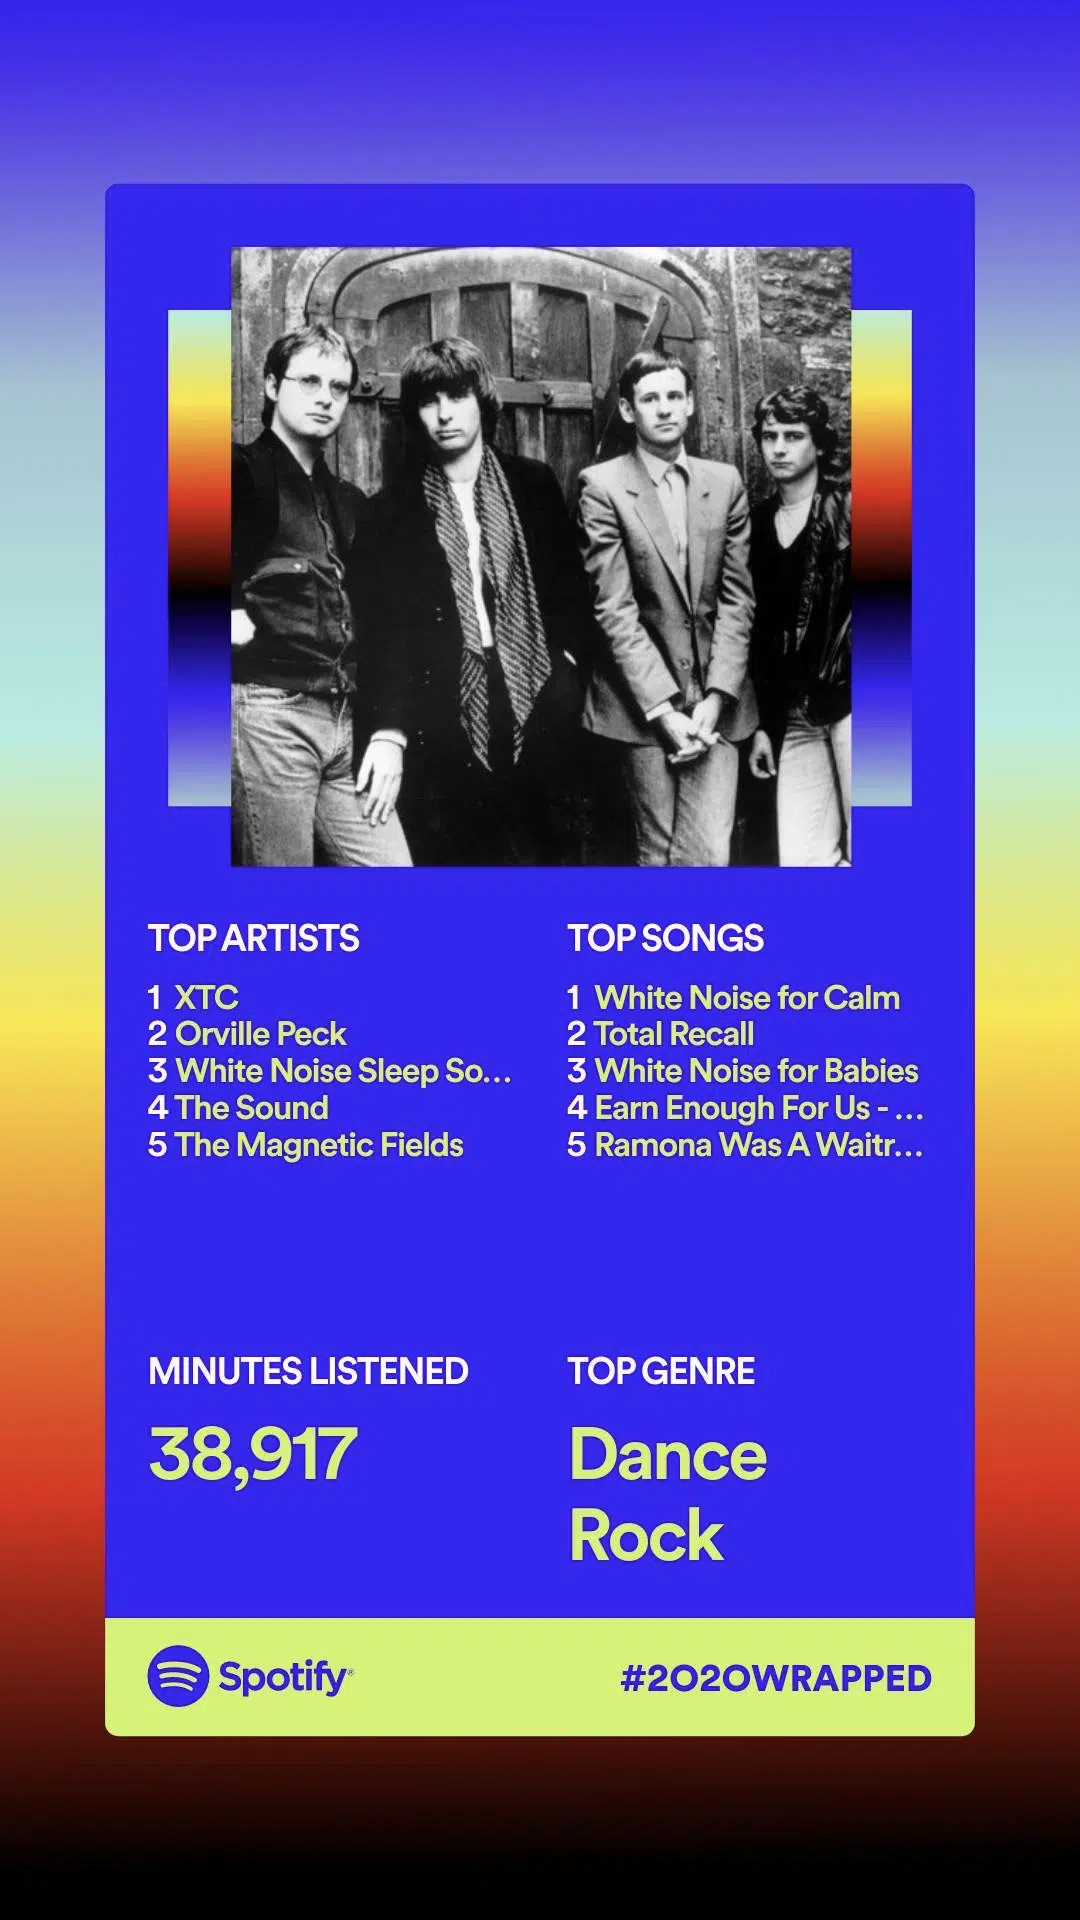 TOP ARTISTS
1 XTC
2 Orville Peck
3 White Noise Sleep So...
4 The Sound
5 The Magnetic Fields
TOP SONGS
1 White Noise for Calm
2 Total Recall
3 White Noise for Babies
4 Earn Enough For Us - ...
5 Ramona Was A Waitr...
MINUTES LISTENED
38,917
TOP GENRE
Dance
Rock
Spotify®
#2020WRAPPED